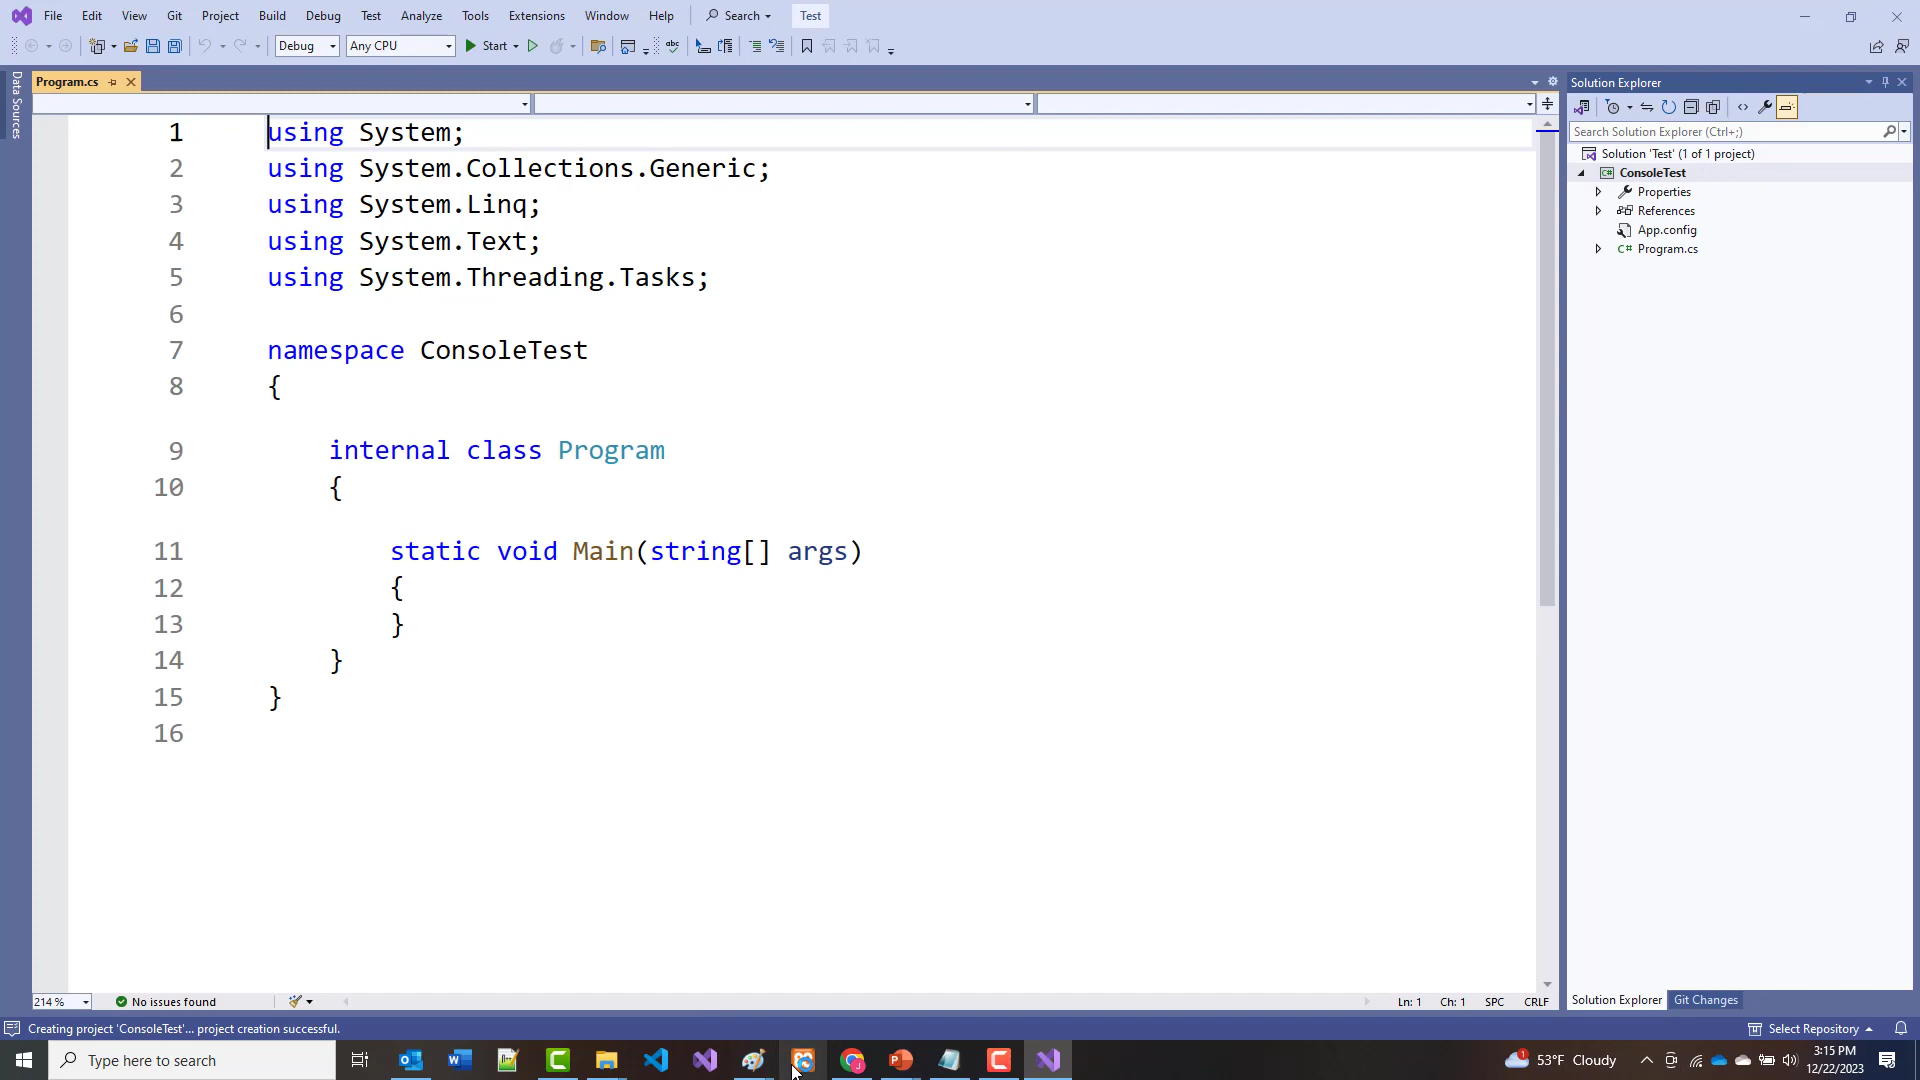 File Edit View Git Project Build Debug Test Analyze Tools Extensions Window Help Search Test
Debug Any CPU Start
Data Sources
Program.cs
1 using System;
2 using System.Collections.Generic;
3 using System.Linq;
4 using System.Text;
5 using System.Threading.Tasks;
6
7 namespace ConsoleTest
8 {
9 internal class Program
10 {
11 static void Main(string[] args)
12 {
13 }
14 }
15 }
16
Solution Explorer
Search Solution Explorer (Ctrl+;)
Solution 'Test' (1 of 1 project)
ConsoleTest
Properties
References
App.config
Program.cs
214 % No issues found Ln: 1 Ch: 1 SPC CRLF
Solution Explorer Git Changes
Creating project 'ConsoleTest'... project creation successful. Select Repository
Type here to search
53°F Cloudy
3:15 PM
12/22/2023